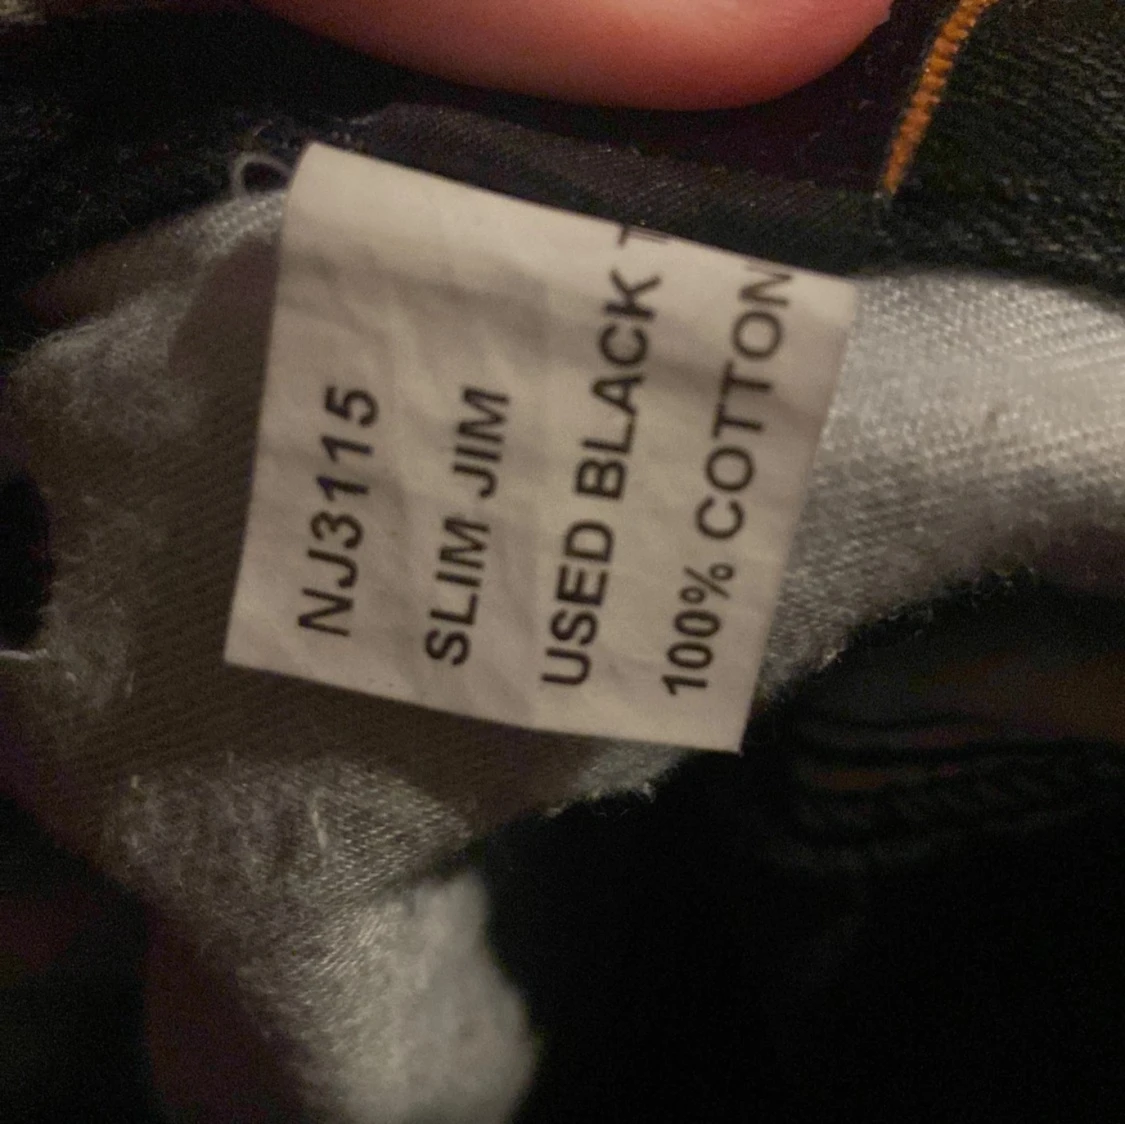 NJ3115
SLIM JIM
USED BLACK
100% COTTON